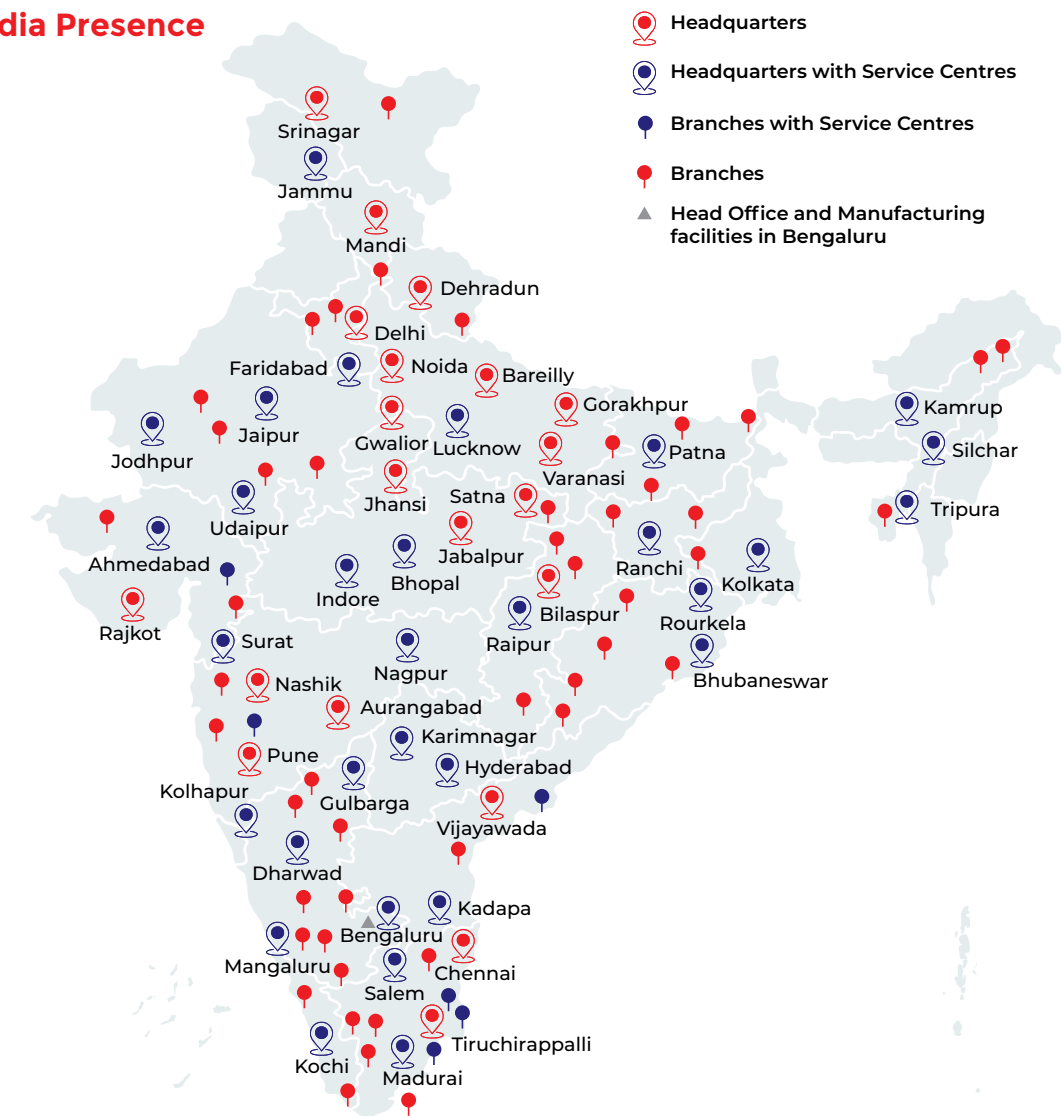 dia Presence
Headquarters
Headquarters with Service Centres
Branches with Service Centres
Branches
Head Office and Manufacturing
facilities in Bengaluru
Srinagar
Jammu
Mandi
Dehradun
Delhi
Faridabad
Noida
Bareilly
Gorakhpur
Kamrup
Jaipur
Gwalior
Lucknow
Jodhpur
Patna
Silchar
Varanasi
Jhansi
Satna
Udaipur
Tripura
Ahmedabad
Jabalpur
Bhopal
Ranchi
Kolkata
Indore
Bilaspur
Rourkela
Rajkot
Surat
Raipur
Nagpur
Bhubaneswar
Nashik
Aurangabad
Karimnagar
Pune
Hyderabad
Kolhapur
Gulbarga
Vijayawada
Dharwad
Kadapa
Bengaluru
Mangaluru
Chennai
Salem
Tiruchirappalli
Kochi
Madurai